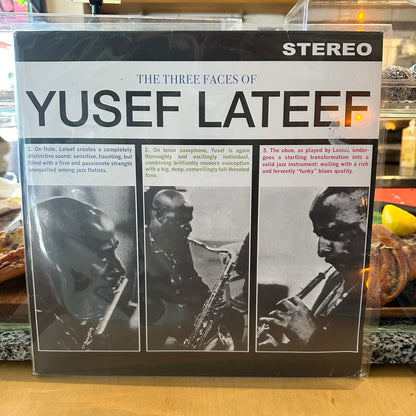 STEREO
THE THREE FACES OF
YUSEF LATEEF
1. On flute, Lateef creates a completely
distinctive sound: sensitive, haunting, but
filled with a firm and passionate strength
unequalled among jazz flutists.
2. On tenor saxophone, Yusef is again
thoroughly and excitingly individual,
combining brilliantly modern conception
with a big, deep, compellingly full-throated
tone.
3. The oboe, as played by Lateef, under-
goes a startling transformation into a
valid jazz instrument: wailing with a rich
and fervently "funky" blues quality.